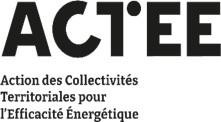 ACTEE
Action des Collectivités
Territoriales pour
l'Efficacité Énergétique